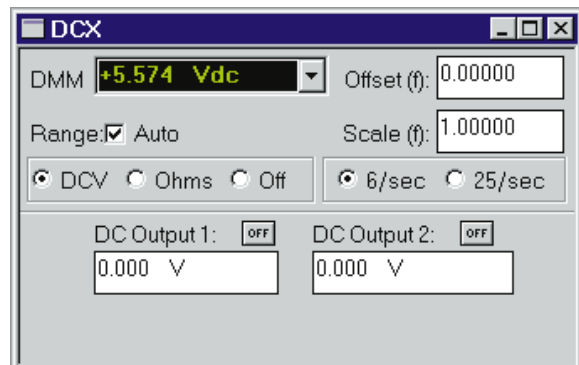 DCX
DMM +5.574 Vdc Offset (f): 0.00000
Range: Auto Scale (f): 1.00000
DCV Ohms Off 6/sec 25/sec
DC Output 1: OFF DC Output 2: OFF
0.000 V 0.000 V